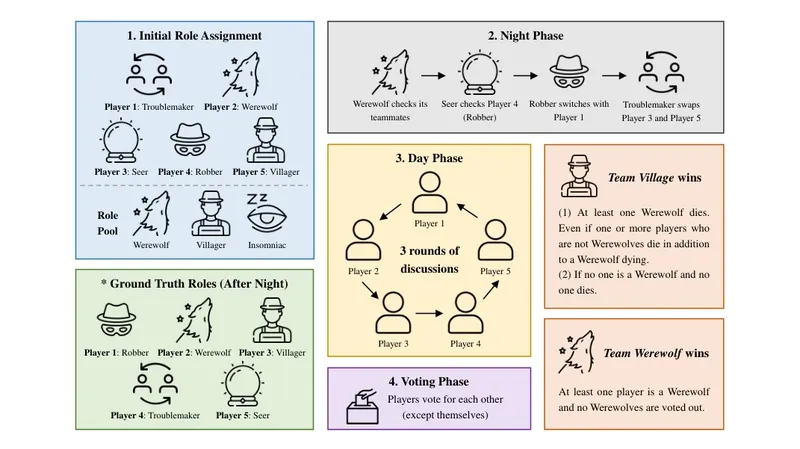 1. Initial Role Assignment
Player 1: Troublemaker
Player 2: Werewolf
Player 3: Seer
Player 4: Robber
Player 5: Villager
Role
Pool
Werewolf
Villager
Insomniac
* Ground Truth Roles (After Night)
Player 1: Robber
Player 2: Werewolf
Player 3: Villager
Player 4: Troublemaker
Player 5: Seer
2. Night Phase
Werewolf checks its
teammates
Seer checks Player 4
(Robber)
Robber switches with
Player 1
Troublemaker swaps
Player 3 and Player 5
3. Day Phase
Player 1
Player 2
3 rounds of
discussions
Player 5
Player 3
Player 4
4. Voting Phase
Players vote for each other
(except themselves)
Team Village wins
(1) At least one Werewolf dies.
Even if one or more players who
are not Werewolves die in addition
to a Werewolf dying.
(2) If no one is a Werewolf and no
one dies.
Team Werewolf wins
At least one player is a Werewolf
and no Werewolves are voted out.